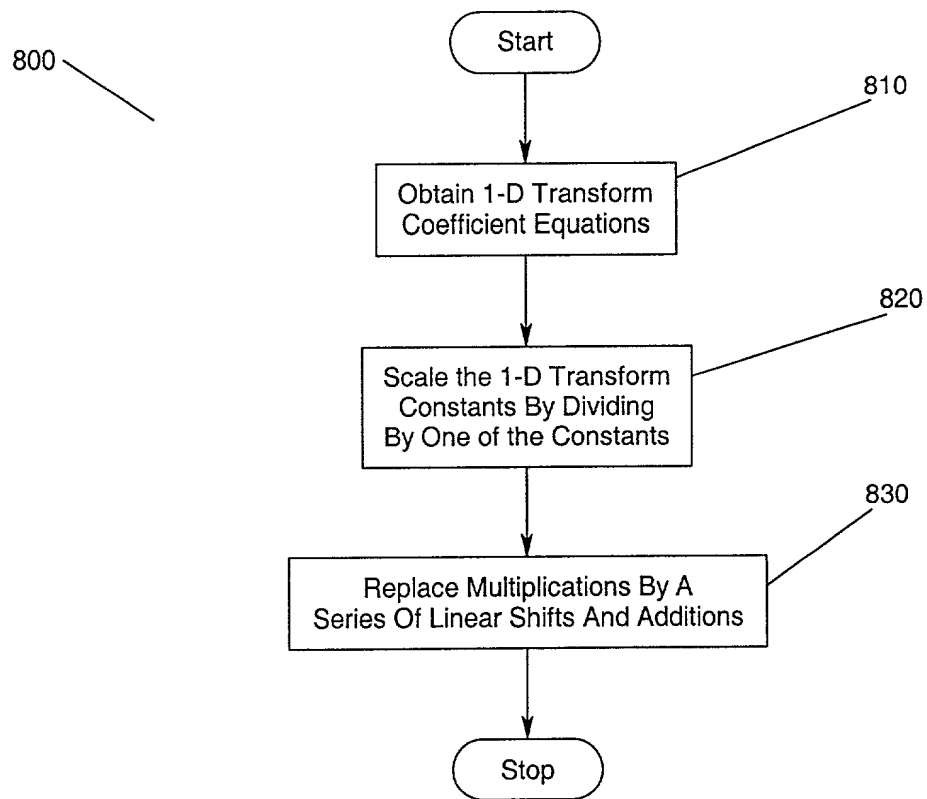 Start
800
810
Obtain 1-D Transform
Coefficient Equations
820
Scale the 1-D Transform
Constants By Dividing
By One of the Constants
830
Replace Multiplications By A
Series Of Linear Shifts And Additions
Stop